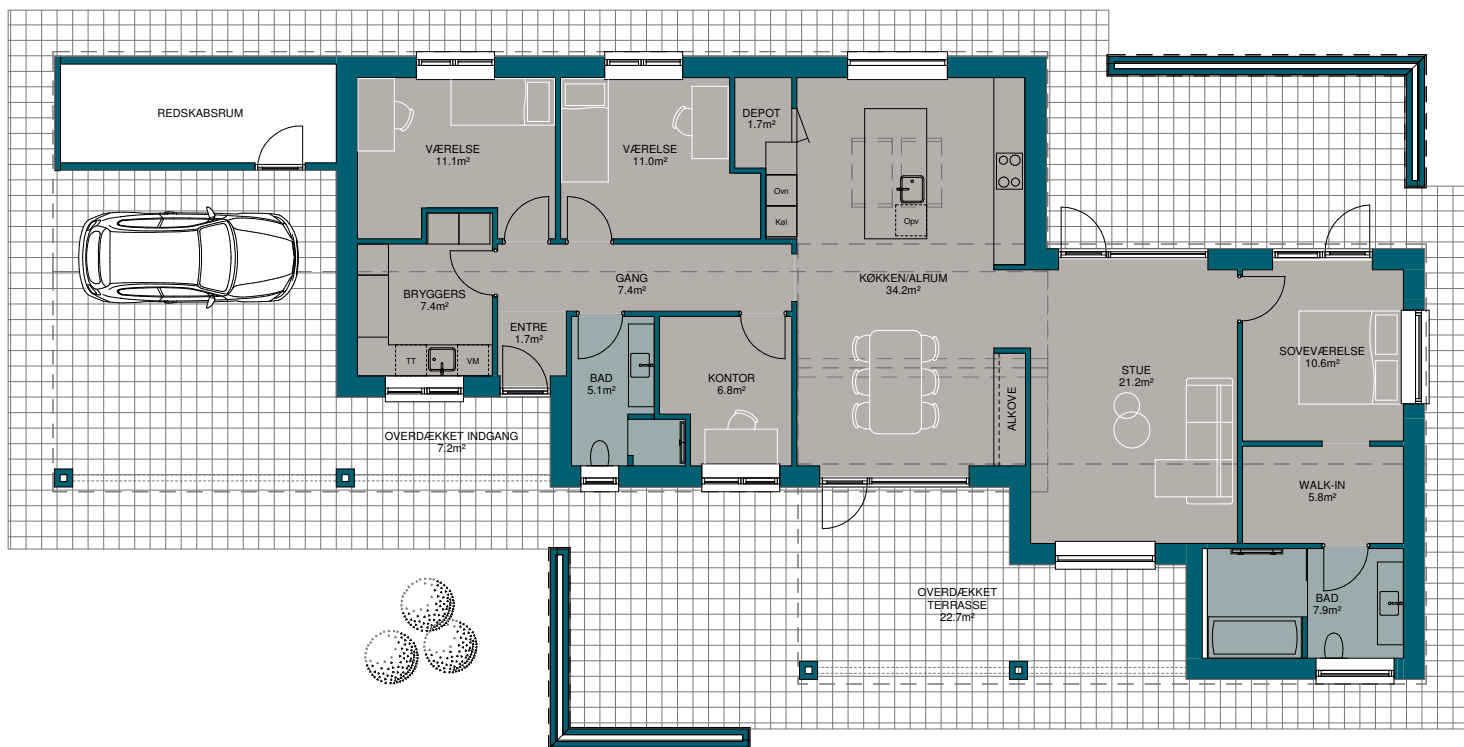 REDSKABSRUM
VÆRELSE
11.1m²
VÆRELSE
11.0m²
DEPOT
1.7m²
Ovn
Køl
Opv
BRYGGERS
7.4m²
TT
VM
GANG
7.4m²
ENTRE
1.7m²
BAD
5.1m²
KONTOR
6.8m²
KØKKEN/ALRUM
34.2m²
ALKOVE
STUE
21.2m²
SOVEVÆRELSE
10.6m²
WALK-IN
5.8m²
BAD
7.9m²
OVERDÆKKET INDGANG
7.2m²
OVERDÆKKET
TERRASSE
22.7m²